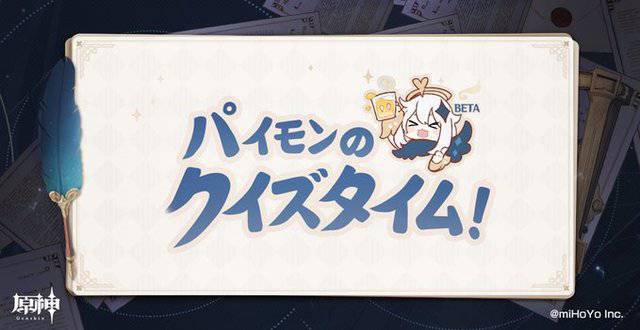 パイモンの
BETA
クイズタイム!
原神
Genshin
@miHoYo Inc.